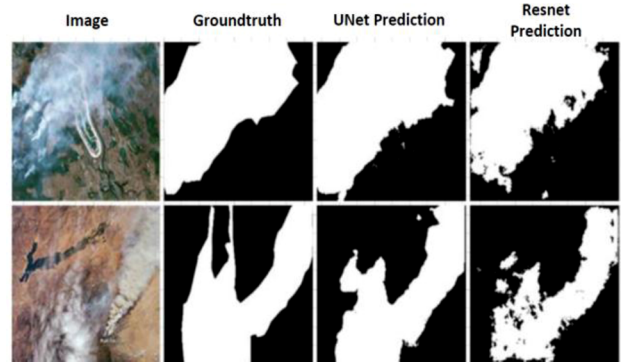 Image
Groundtruth
UNet Prediction
Resnet
Prediction